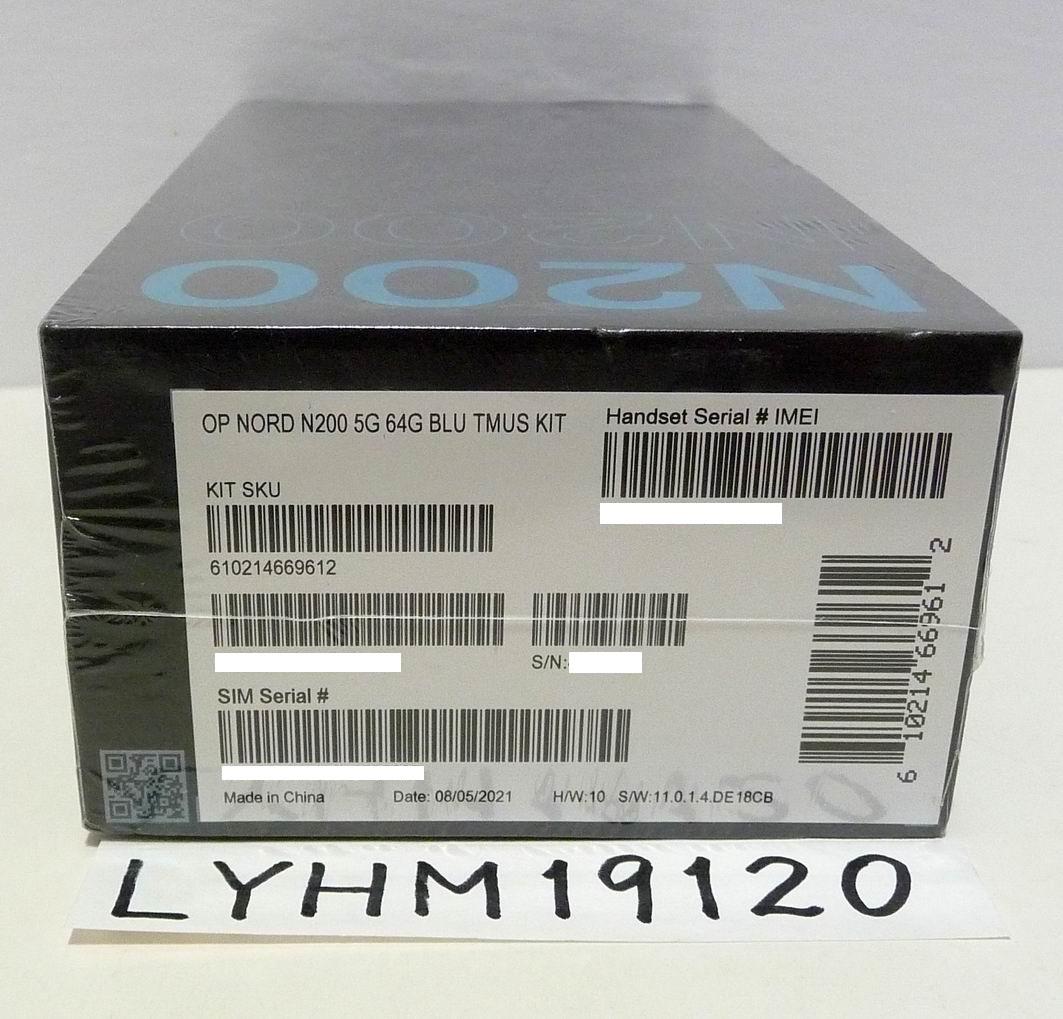 N200
N200
OP NORD N200 5G 64G BLU TMUS KIT
Handset Serial # IMEI
KIT SKU
610214669612
S/N:
SIM Serial #
6 10214 66961 2
Made in China Date: 08/05/2021 H/W:10 S/W:11.0.1.4.DE18CB
LYHM19120